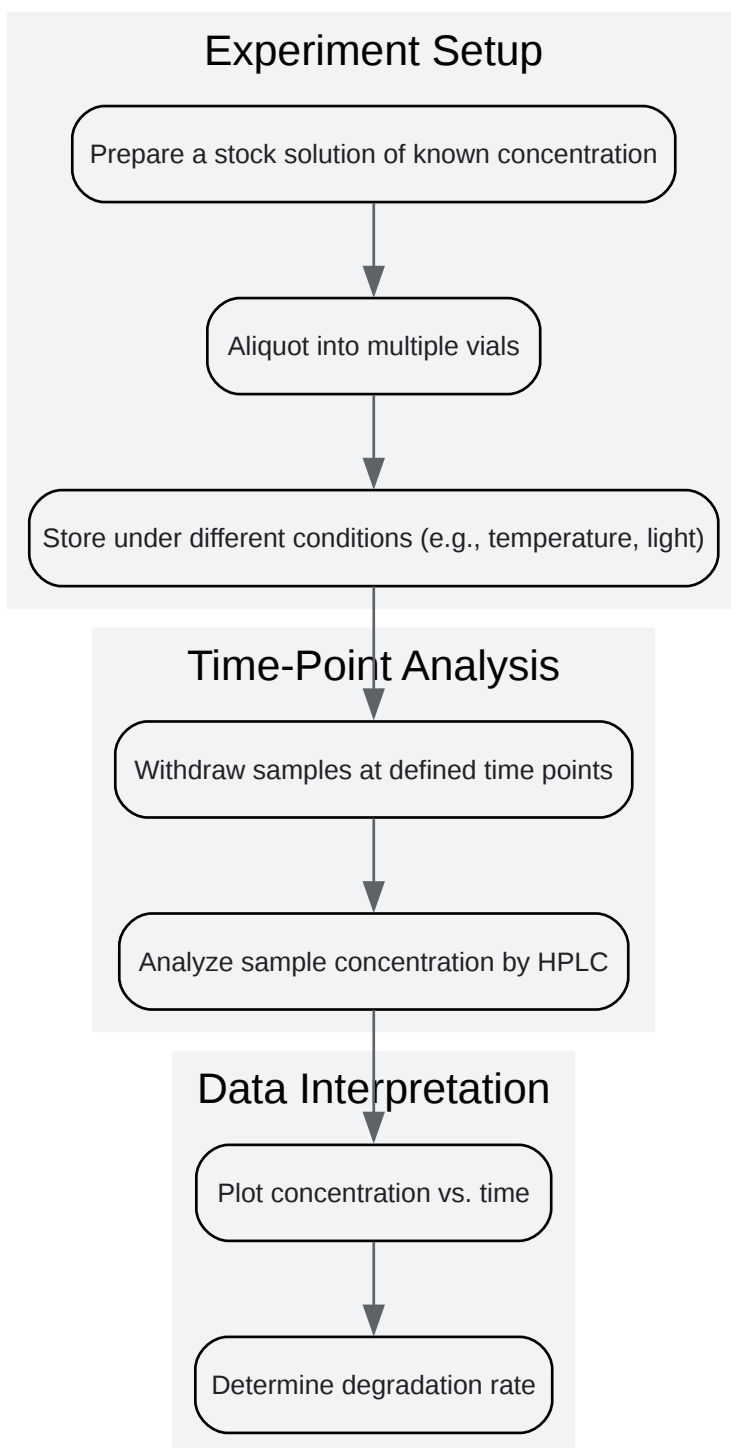 Experiment Setup
Prepare a stock solution of known concentration
Aliquot into multiple vials
Store under different conditions (e.g., temperature, light)
Time-Point Analysis
Withdraw samples at defined time points
Analyze sample concentration by HPLC
Data Interpretation
Plot concentration vs. time
Determine degradation rate